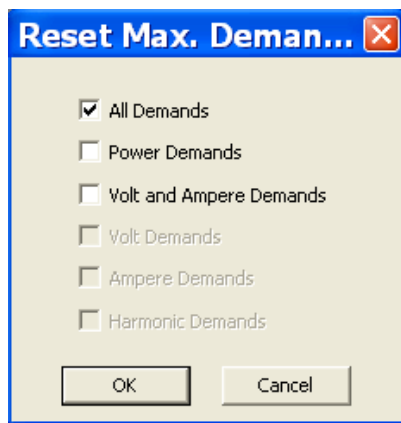 Reset Max. Deman...
All Demands
Power Demands
Volt and Ampere Demands
Volt Demands
Ampere Demands
Harmonic Demands
OK Cancel